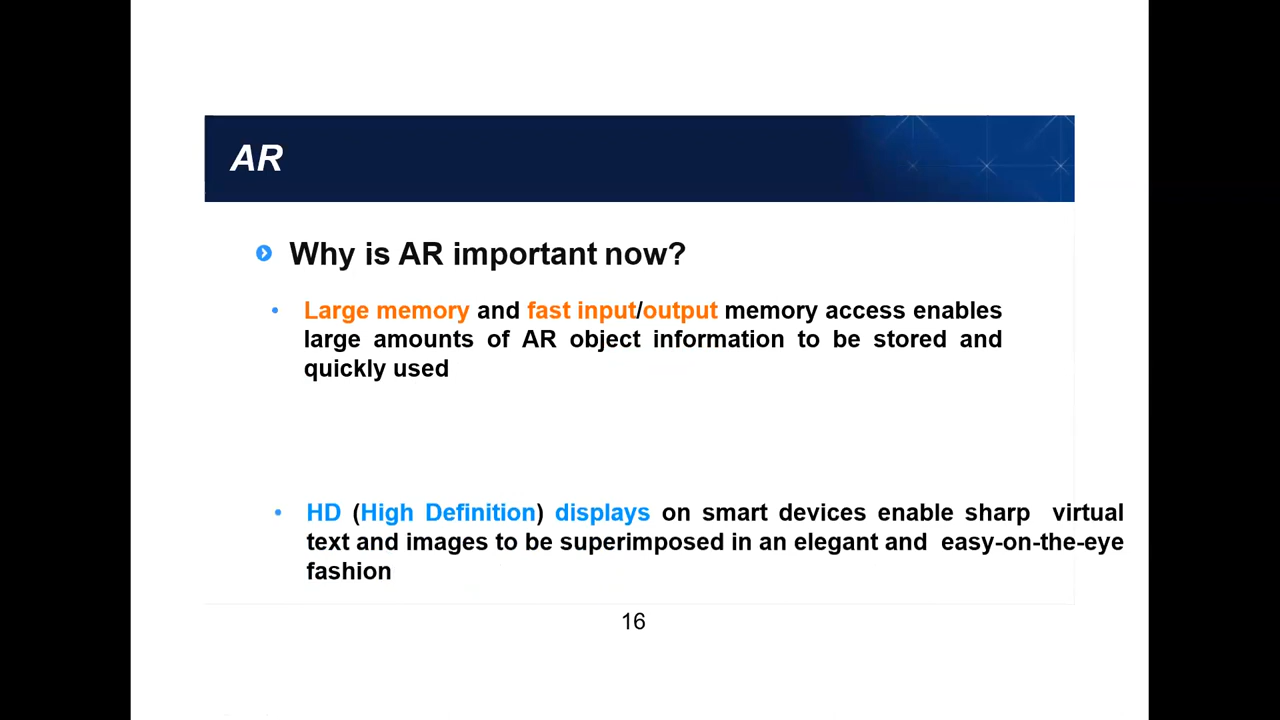 AR
Why is AR important now?
• Large memory and fast input/output memory access enables
large amounts of AR object information to be stored and
quickly used
• HD (High Definition) displays on smart devices enable sharp virtual
text and images to be superimposed in an elegant and easy-on-the-eye
fashion
16